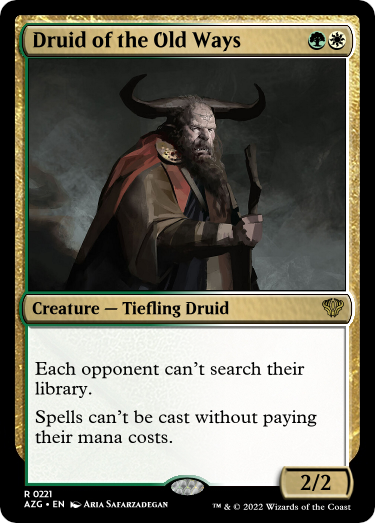 Druid of the Old Ways
Creature — Tiefling Druid
Each opponent can't search their
library.
Spells can't be cast without paying
their mana costs.
2/2
R 0221
AZG • EN Aria Safarzadegan
™ & © 2022 Wizards of the Coast